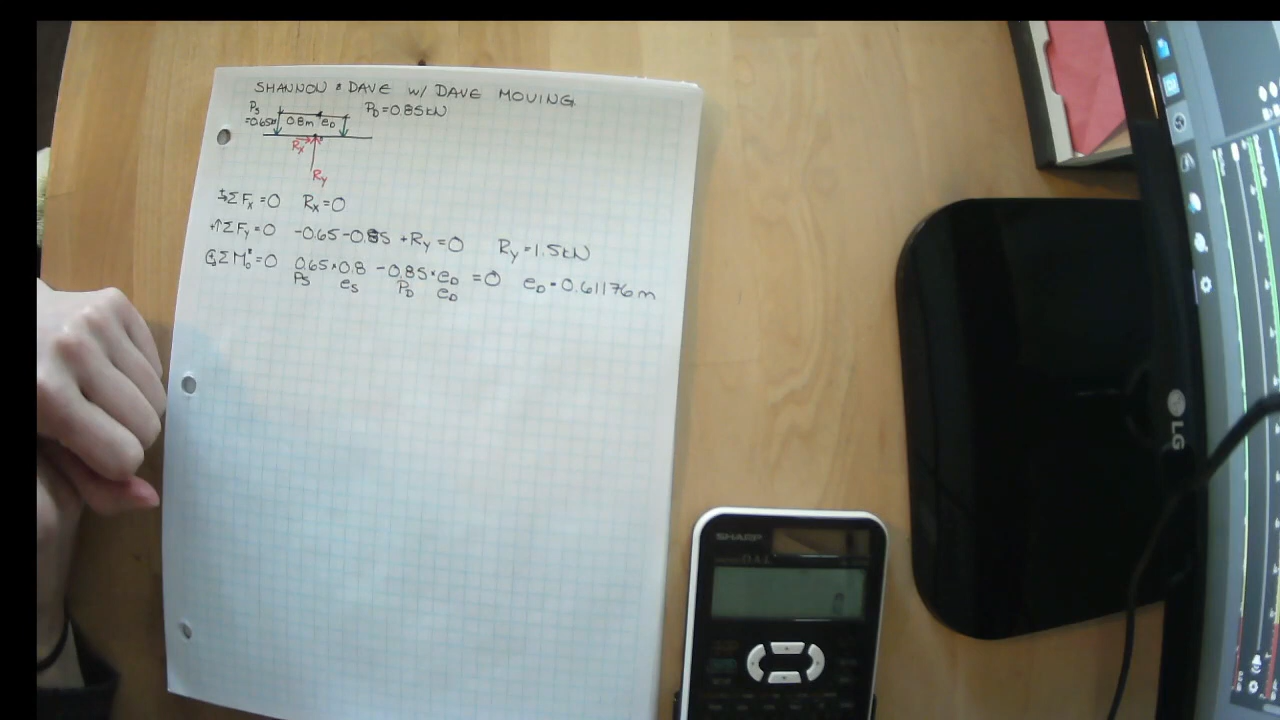 SHANNON & DAVE W/ DAVE MOVING
Ps =0.65kN 0.8m eD PD=0.85kN
Rx
Ry
+→ΣFx=0 Rx=0
+↑ΣFy=0 -0.65-0.85+Ry=0 Ry=1.5kN
ΣMo=0 0.65·0.8-0.85·eD=0 eD=0.61176m
Ps es PD eD
SHARP
LG